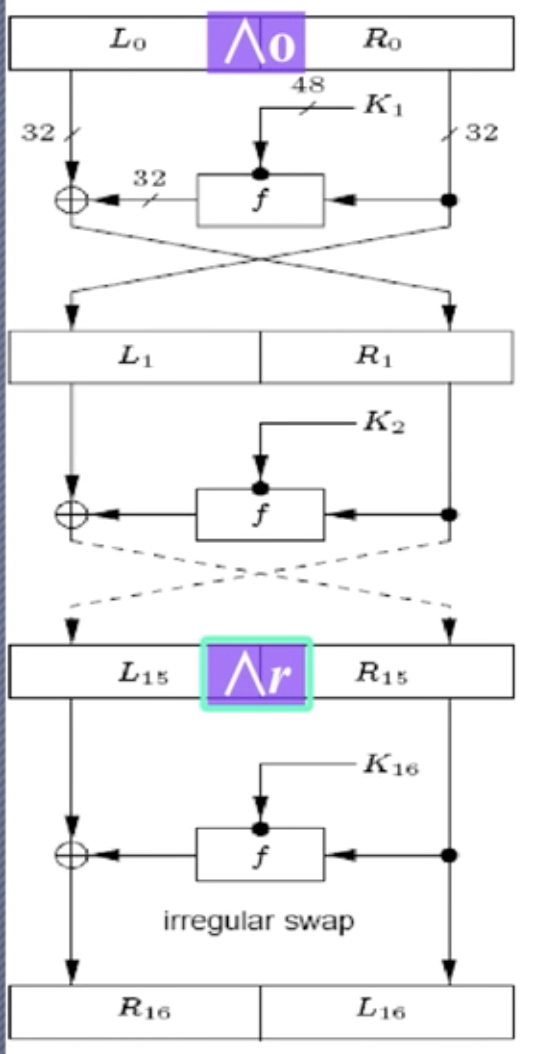 L₀ Λ0 R₀
48
K₁
32 32
32
f
L₁ R₁
K₂
f
L₁₅ Λr R₁₅
K₁₆
f
irregular swap
R₁₆ L₁₆